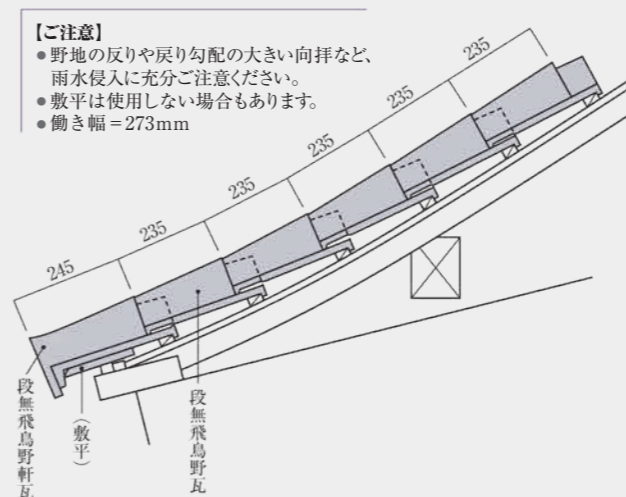 【ご注意】
●野地の反りや戻り勾配の大きい向拝など、
雨水侵入に充分ご注意ください。
●敷平は使用しない場合もあります。
●働き幅=273mm
235
235
235
235
235
245
段無飛鳥野軒瓦
(敷平)
段無飛鳥野瓦